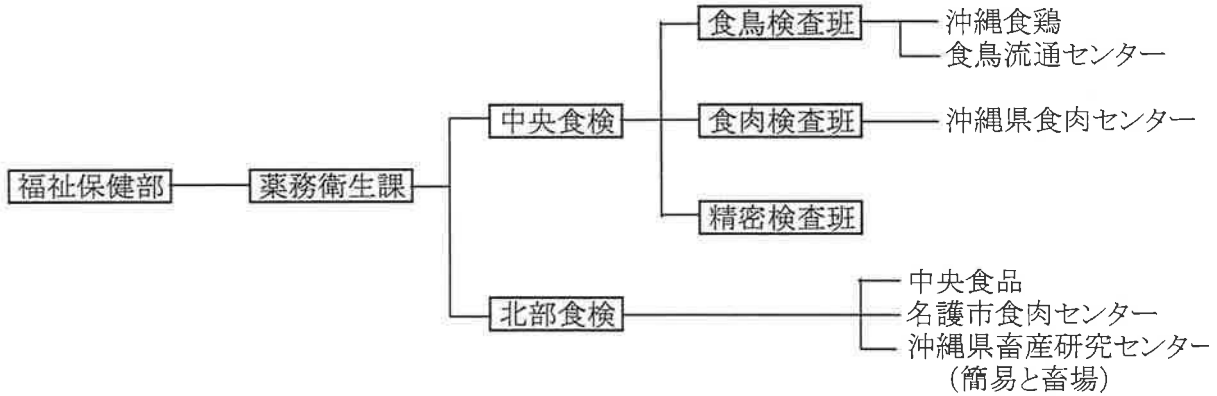 食鳥検査班
沖縄食鶏
食鳥流通センター
中央食検
食肉検査班
沖縄県食肉センター
福祉保健部
薬務衛生課
精密検査班
中央食品
北部食検
名護市食肉センター
沖縄県畜産研究センター
(簡易と畜場)